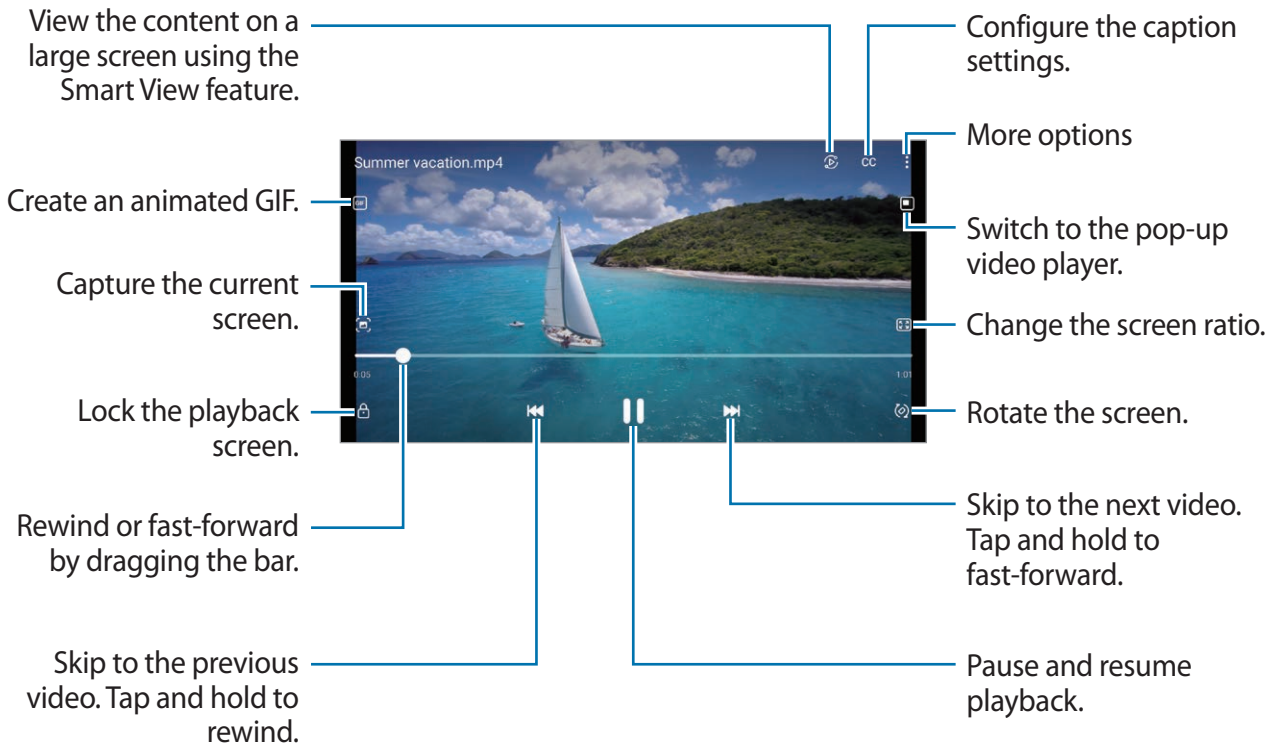 View the content on a
large screen using the
Smart View feature.
Configure the caption
settings.
More options
Summer vacation.mp4
CC
Create an animated GIF.
GIF
Switch to the pop-up
video player.
Capture the current
screen.
Change the screen ratio.
0:05
1:01
Lock the playback
screen.
Rotate the screen.
Rewind or fast-forward
by dragging the bar.
Skip to the next video.
Tap and hold to
fast-forward.
Skip to the previous
video. Tap and hold to
rewind.
Pause and resume
playback.